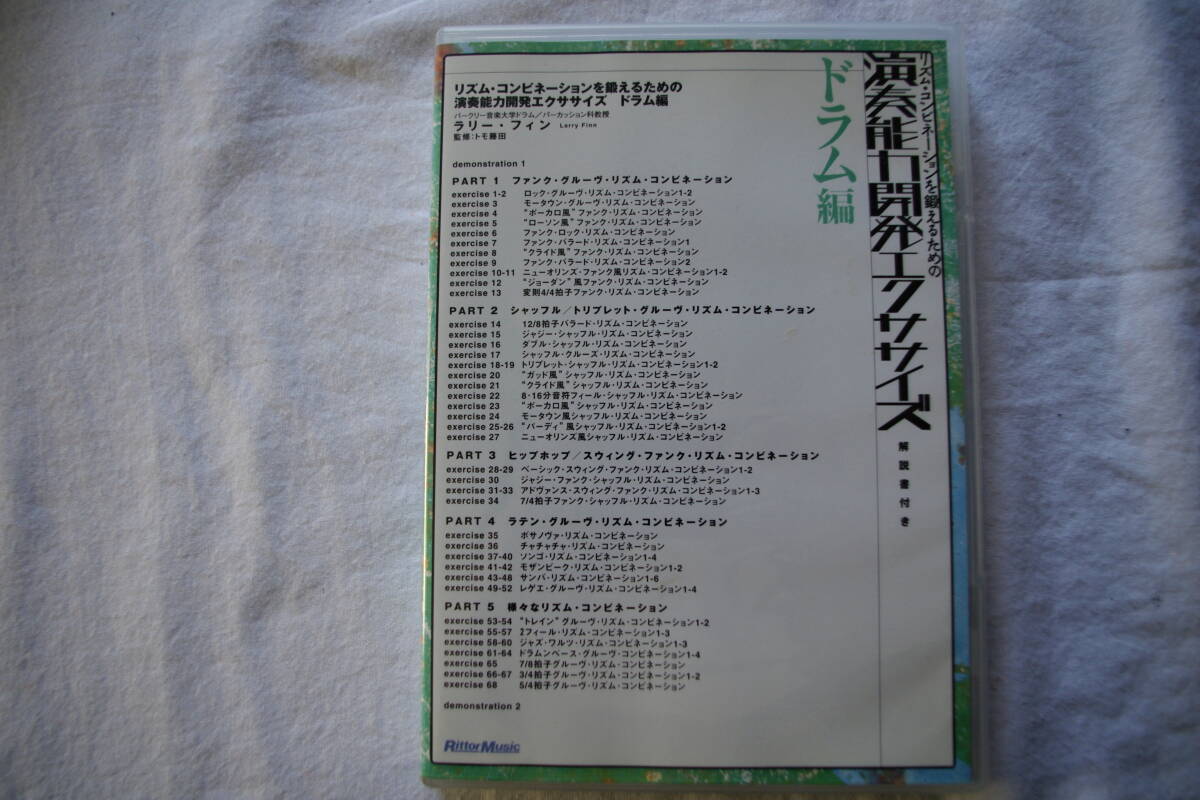 リズム・コンビネーションを鍛えるための
演奏能力開発エクササイズ
ドラム編
解説書付き
リズム・コンビネーションを鍛えるための
演奏能力開発エクササイズ ドラム編
バークリー音楽大学ドラム／パーカッション科教授
ラリー・フィン Larry Finn
監修：トモ藤田
demonstration 1
PART 1 ファンク・グルーヴ・リズム・コンビネーション
exercise 1-2 ロック・グルーヴ・リズム・コンビネーション1-2
exercise 3 モータウン・グルーヴ・リズム・コンビネーション
exercise 4 “ポーカロ風”ファンク・リズム・コンビネーション
exercise 5 “ローソン風”ファンク・リズム・コンビネーション
exercise 6 ファンク・ロック・リズム・コンビネーション
exercise 7 ファンク・バラード・リズム・コンビネーション1
exercise 8 “クライド風”ファンク・リズム・コンビネーション
exercise 9 ファンク・バラード・リズム・コンビネーション2
exercise 10-11 ニューオリンズ・ファンク風リズム・コンビネーション1-2
exercise 12 “ジョーダン”風ファンク・リズム・コンビネーション
exercise 13 変則4/4拍子ファンク・リズム・コンビネーション
PART 2 シャッフル／トリプレット・グルーヴ・リズム・コンビネーション
exercise 14 12/8拍子バラード・リズム・コンビネーション
exercise 15 ジャジー・シャッフル・リズム・コンビネーション
exercise 16 ダブル・シャッフル・リズム・コンビネーション
exercise 17 シャッフル・クルーズ・リズム・コンビネーション
exercise 18-19 トリプレット・シャッフル・リズム・コンビネーション1-2
exercise 20 “ガッド風”シャッフル・リズム・コンビネーション
exercise 21 “クライド風”シャッフル・リズム・コンビネーション
exercise 22 8・16分音符フィール・シャッフル・リズム・コンビネーション
exercise 23 “ポーカロ風”シャッフル・リズム・コンビネーション
exercise 24 モータウン風シャッフル・リズム・コンビネーション
exercise 25-26 “パーディ”風シャッフル・リズム・コンビネーション1-2
exercise 27 ニューオリンズ風シャッフル・リズム・コンビネーション
PART 3 ヒップホップ／スウィング・ファンク・リズム・コンビネーション
exercise 28-29 ベーシック・スウィング・ファンク・リズム・コンビネーション1-2
exercise 30 ジャジー・ファンク・シャッフル・リズム・コンビネーション
exercise 31-33 アドヴァンス・スウィング・ファンク・リズム・コンビネーション1-3
exercise 34 7/4拍子ファンク・シャッフル・リズム・コンビネーション
PART 4 ラテン・グルーヴ・リズム・コンビネーション
exercise 35 ボサノヴァ・リズム・コンビネーション
exercise 36 チャチャチャ・リズム・コンビネーション
exercise 37-40 ソンゴ・リズム・コンビネーション1-4
exercise 41-42 モザンビーク・リズム・コンビネーション1-2
exercise 43-48 サンバ・リズム・コンビネーション1-6
exercise 49-52 レゲエ・グルーヴ・リズム・コンビネーション1-4
PART 5 様々なリズム・コンビネーション
exercise 53-54 “トレイン”グルーヴ・リズム・コンビネーション1-2
exercise 55-57 2フィール・リズム・コンビネーション1-3
exercise 58-60 ジャズ・ワルツ・リズム・コンビネーション1-3
exercise 61-64 ドラムンベース・グルーヴ・コンビネーション1-4
exercise 65 7/8拍子グルーヴ・リズム・コンビネーション
exercise 66-67 3/4拍子グルーヴ・リズム・コンビネーション1-2
exercise 68 5/4拍子グルーヴ・リズム・コンビネーション
demonstration 2
RittorMusic